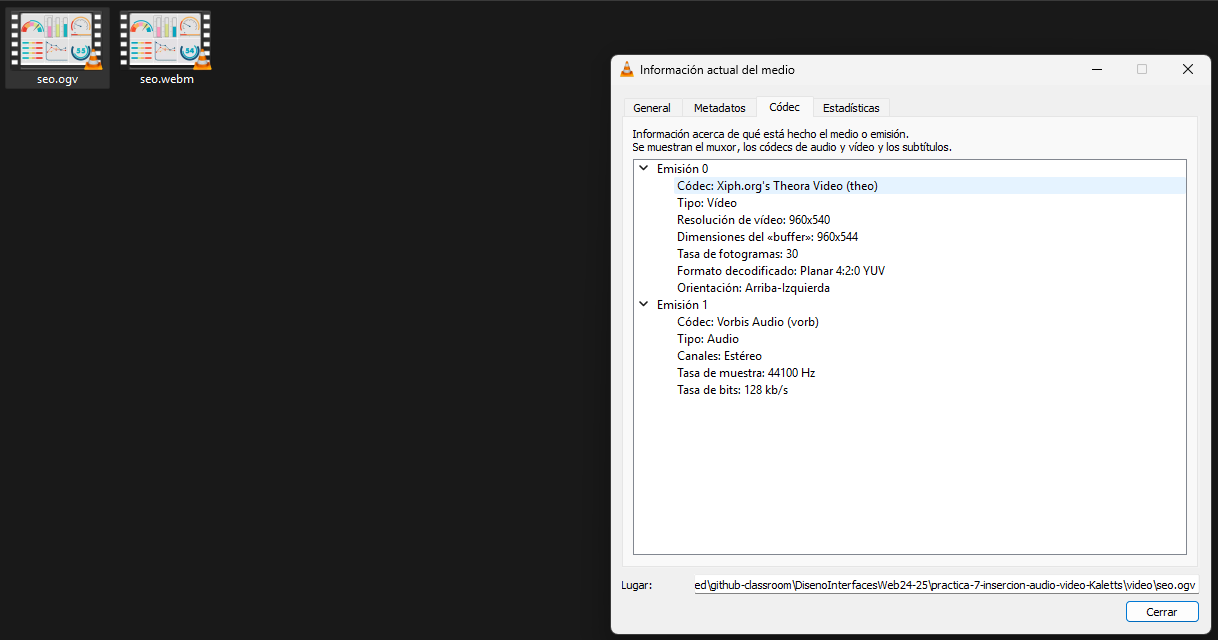 55
54
seo.ogv
seo.webm
Información actual del medio
General
Metadatos
Códec
Estadísticas
Información acerca de qué está hecho el medio o emisión.
Se muestran el muxor, los códecs de audio y vídeo y los subtítulos.
Emisión 0
Códec: Xiph.org's Theora Video (theo)
Tipo: Vídeo
Resolución de vídeo: 960x540
Dimensiones del «buffer»: 960x544
Tasa de fotogramas: 30
Formato decodificado: Planar 4:2:0 YUV
Orientación: Arriba-Izquierda
Emisión 1
Códec: Vorbis Audio (vorb)
Tipo: Audio
Canales: Estéreo
Tasa de muestra: 44100 Hz
Tasa de bits: 128 kb/s
Lugar:
ed\github-classroom\DisenoInterfacesWeb24-25\practica-7-insercion-audio-video-Kaletts\video\seo.ogv
Cerrar